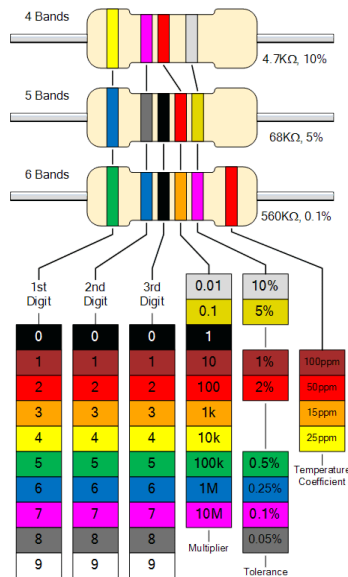 4 Bands
4.7KΩ, 10%
5 Bands
68KΩ, 5%
6 Bands
560KΩ, 0.1%
1st
Digit
2nd
Digit
3rd
Digit
0.01 10%
0.1 5%
0 0 0 1
1 1 1 10 1% 100ppm
2 2 2 100 2% 50ppm
3 3 3 1k 15ppm
4 4 4 10k 25ppm
5 5 5 100k 0.5%
6 6 6 1M 0.25%
7 7 7 10M 0.1%
8 8 8 0.05%
9 9 9
Temperature
Coefficient
Multiplier
Tolerance